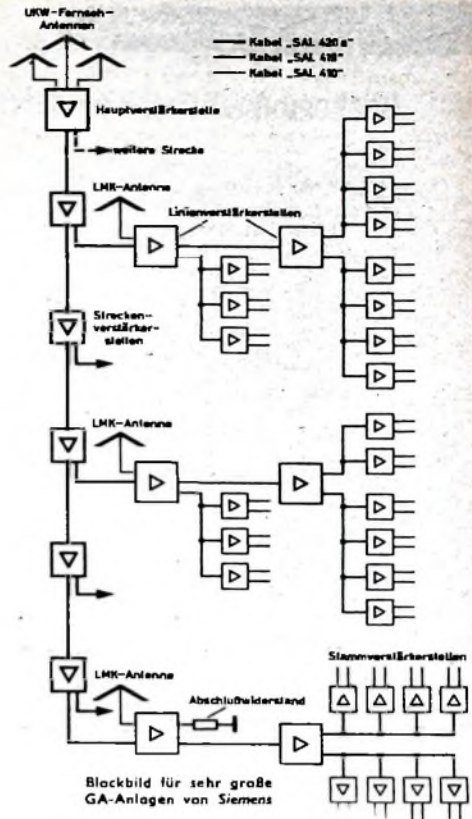 UKW-Fernseh-
Antennen
Kabel „SAL 420a“
Kabel „SAL 418“
Kabel „SAL 410“
Hauptverstärkerstelle
weitere Strecke
LMK-Antenne
Linienverstärkerstellen
Strecken-
verstärker-
stellen
LMK-Antenne
Stammverstärkerstellen
LMK-Antenne
Abschlußwiderstand
Blockbild für sehr große
GA-Anlagen von Siemens